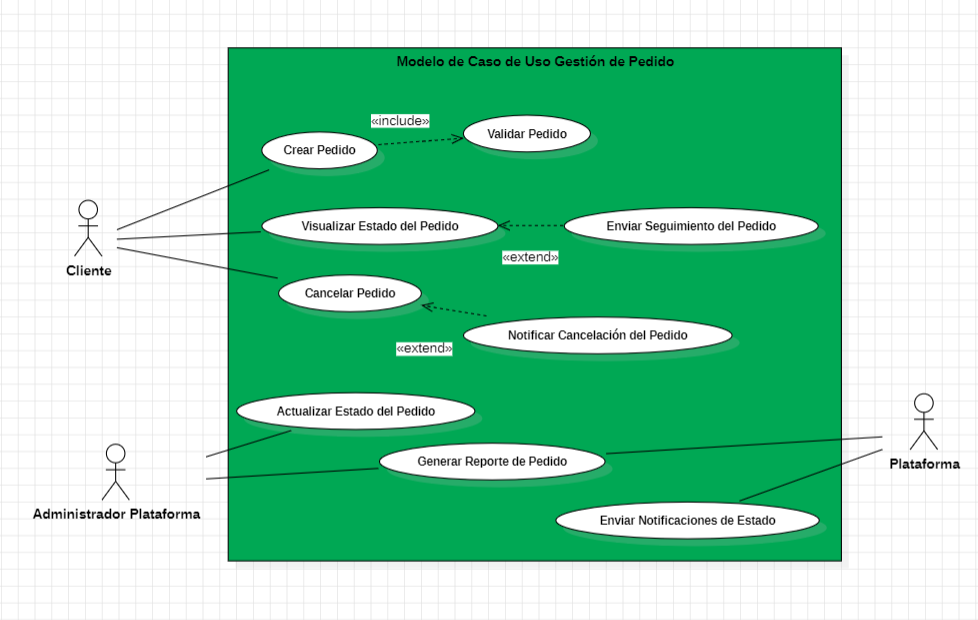 Modelo de Caso de Uso Gestión de Pedido
«include»
Validar Pedido
Crear Pedido
Visualizar Estado del Pedido
Enviar Seguimiento del Pedido
«extend»
Cliente
Cancelar Pedido
Notificar Cancelación del Pedido
«extend»
Actualizar Estado del Pedido
Generar Reporte de Pedido
Plataforma
Administrador Plataforma
Enviar Notificaciones de Estado